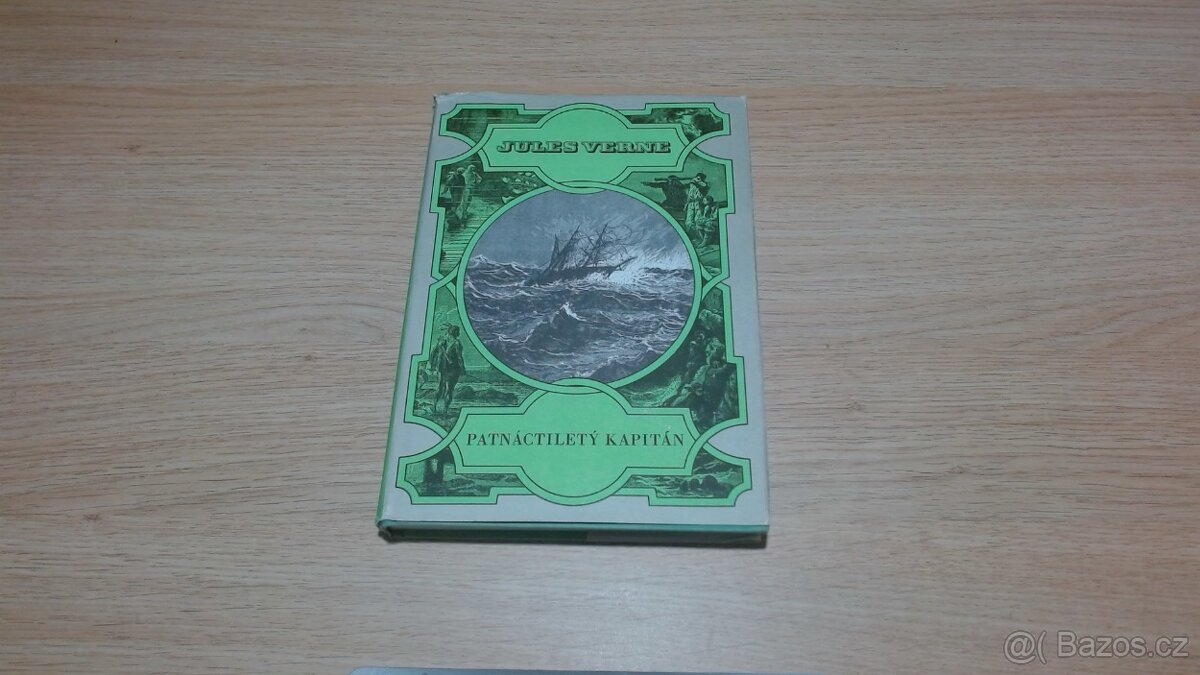 JULES VERNE
PATNÁCTILETÝ KAPITÁN
@( Bazos.cz